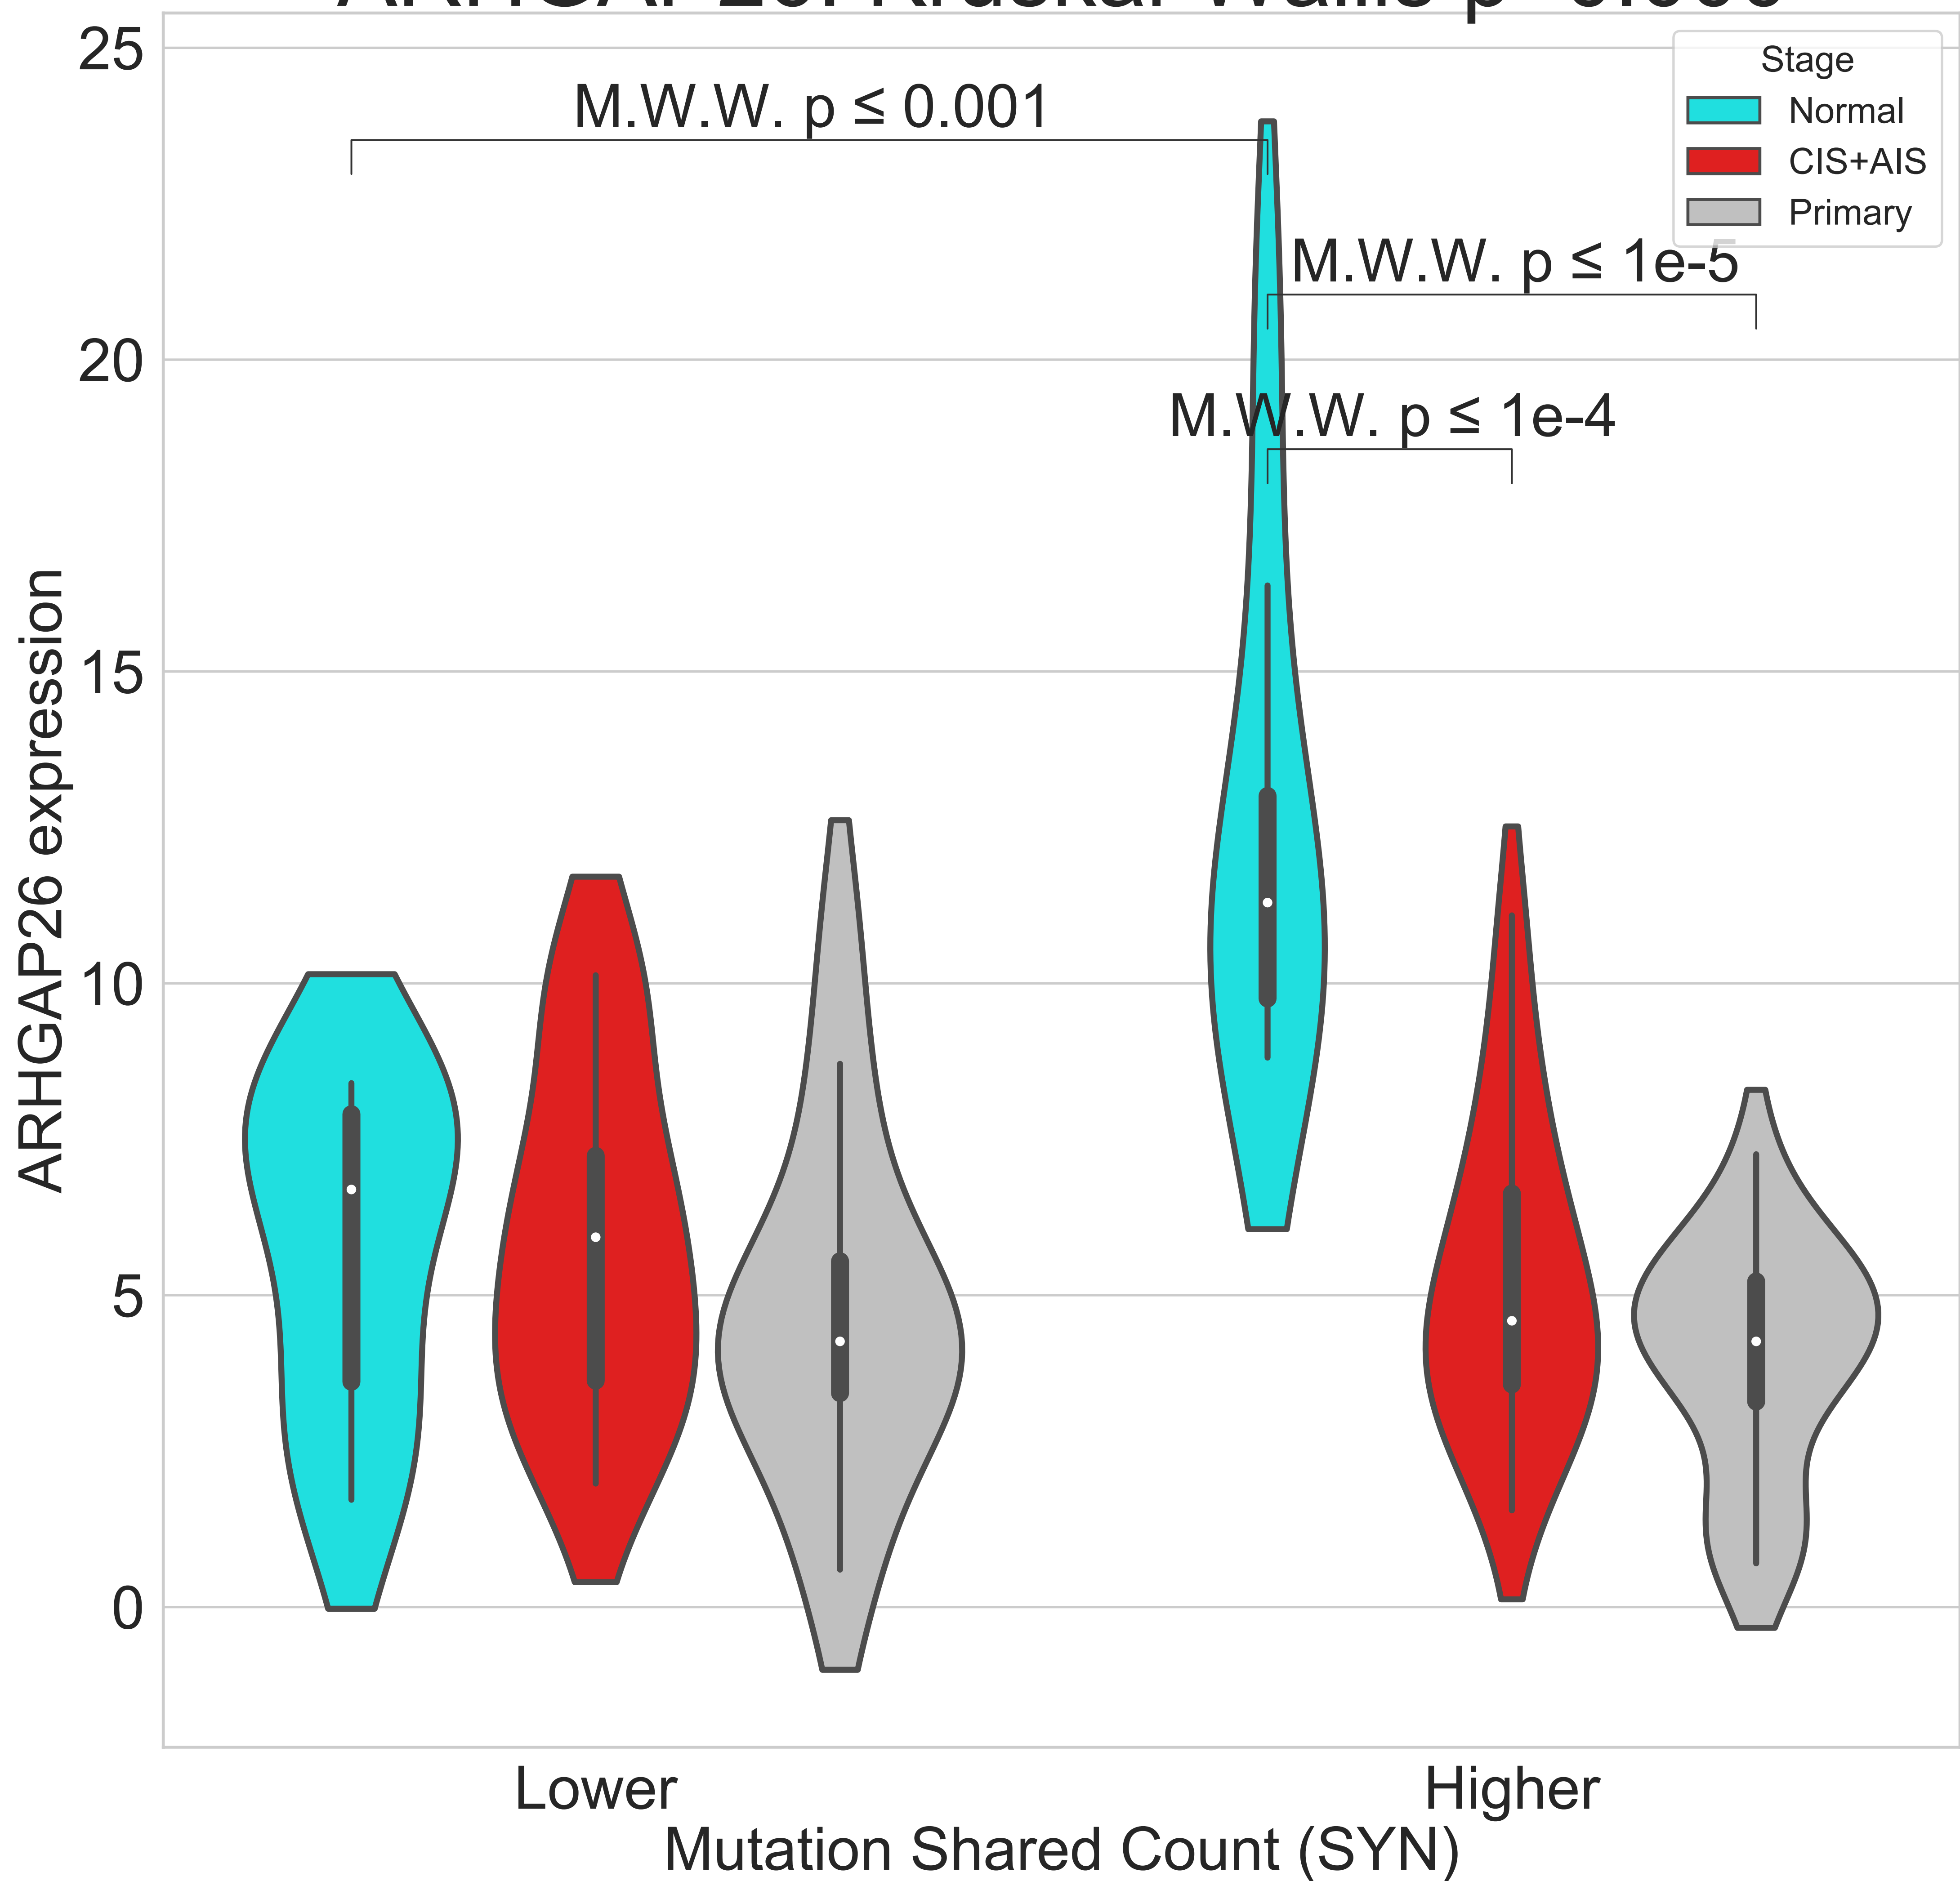 25
20
15
10
5
0
ARHGAP26 expression
M.W.W. p ≤ 0.001
M.W.W. p ≤ 1e-5
M.W.W. p ≤ 1e-4
Stage
Normal
CIS+AIS
Primary
Lower
Higher
Mutation Shared Count (SYN)